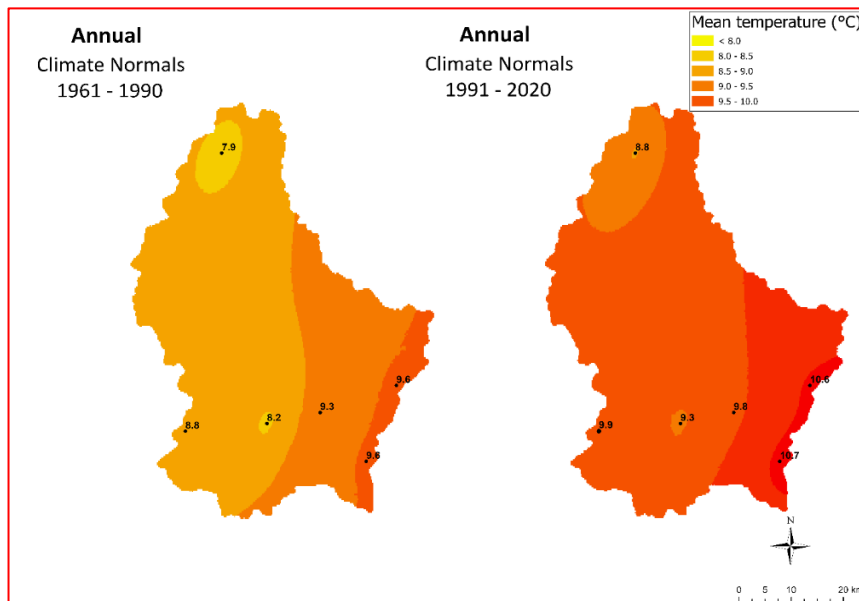 Annual
Climate Normals
1961 - 1990
Annual
Climate Normals
1991 - 2020
Mean temperature (°C)
< 8.0
8.0 - 8.5
8.5 - 9.0
9.0 - 9.5
9.5 - 10.0
7.9
9.6
9.3
8.2
8.8
9.6
8.8
10.6
9.8
9.3
9.9
10.7
N
0 5 10 20 km